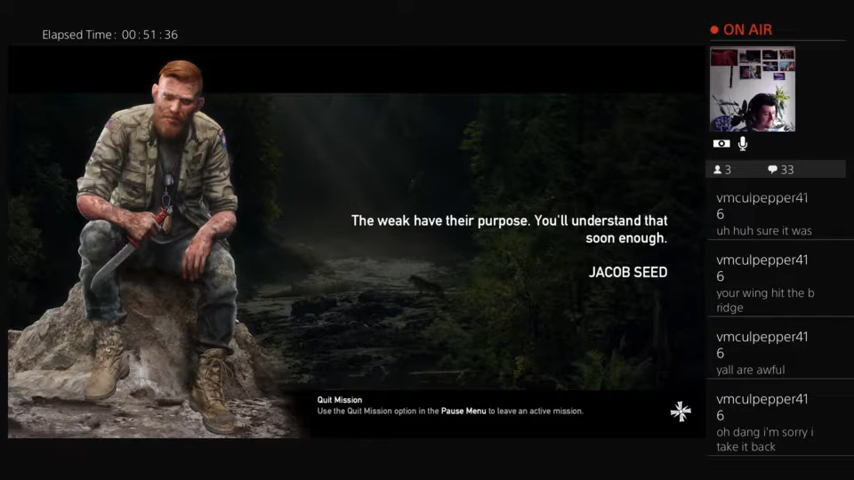 Elapsed Time: 00:51:36
ON AIR
The weak have their purpose. You'll understand that
soon enough.
JACOB SEED
Quit Mission
Use the Quit Mission option in the Pause Menu to leave an active mission.
3
33
vmculpepper41
6
uh huh sure it was
vmculpepper41
6
your wing hit the b
ridge
vmculpepper41
6
yall are awful
vmculpepper41
6
oh dang i'm sorry i
take it back